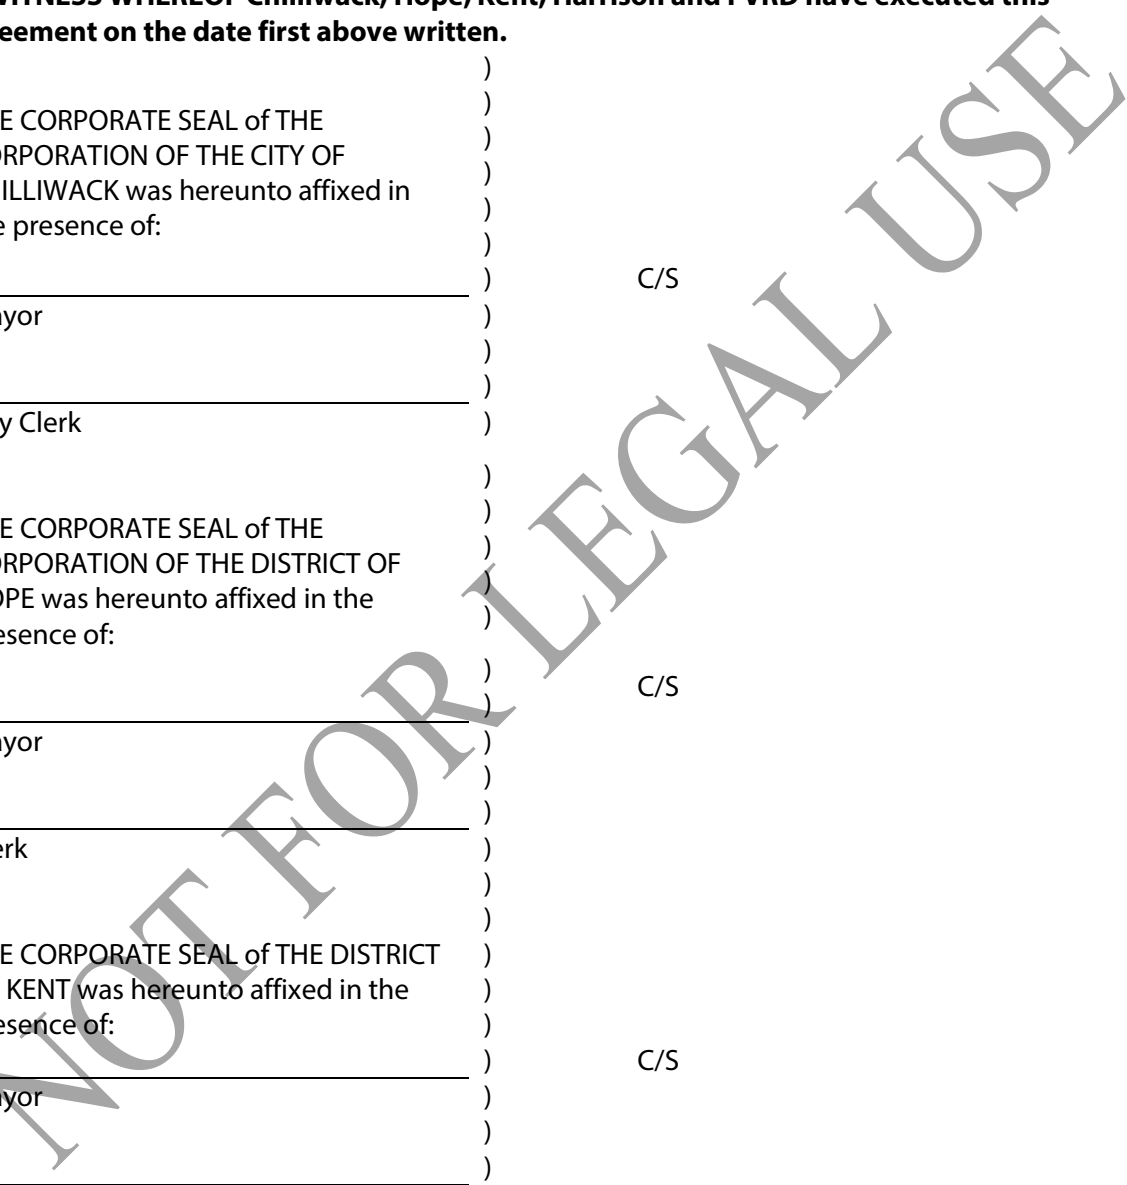 WITNESS WHEREOF Chilliwack, Hope, Kent, Harrison and FVRD have executed this
eement on the date first above written.
)
)
E CORPORATE SEAL of THE )
RPORATION OF THE CITY OF )
ILLIWACK was hereunto affixed in )
e presence of: )
) C/S
yor )
)
)
y Clerk )
)
)
E CORPORATE SEAL of THE )
RPORATION OF THE DISTRICT OF )
OPE was hereunto affixed in the )
esence of:
)
) C/S
yor )
)
)
erk )
)
)
E CORPORATE SEAL of THE DISTRICT )
KENT was hereunto affixed in the )
esence of: )
) C/S
yor )
)
)
NOT FOR LEGAL USE